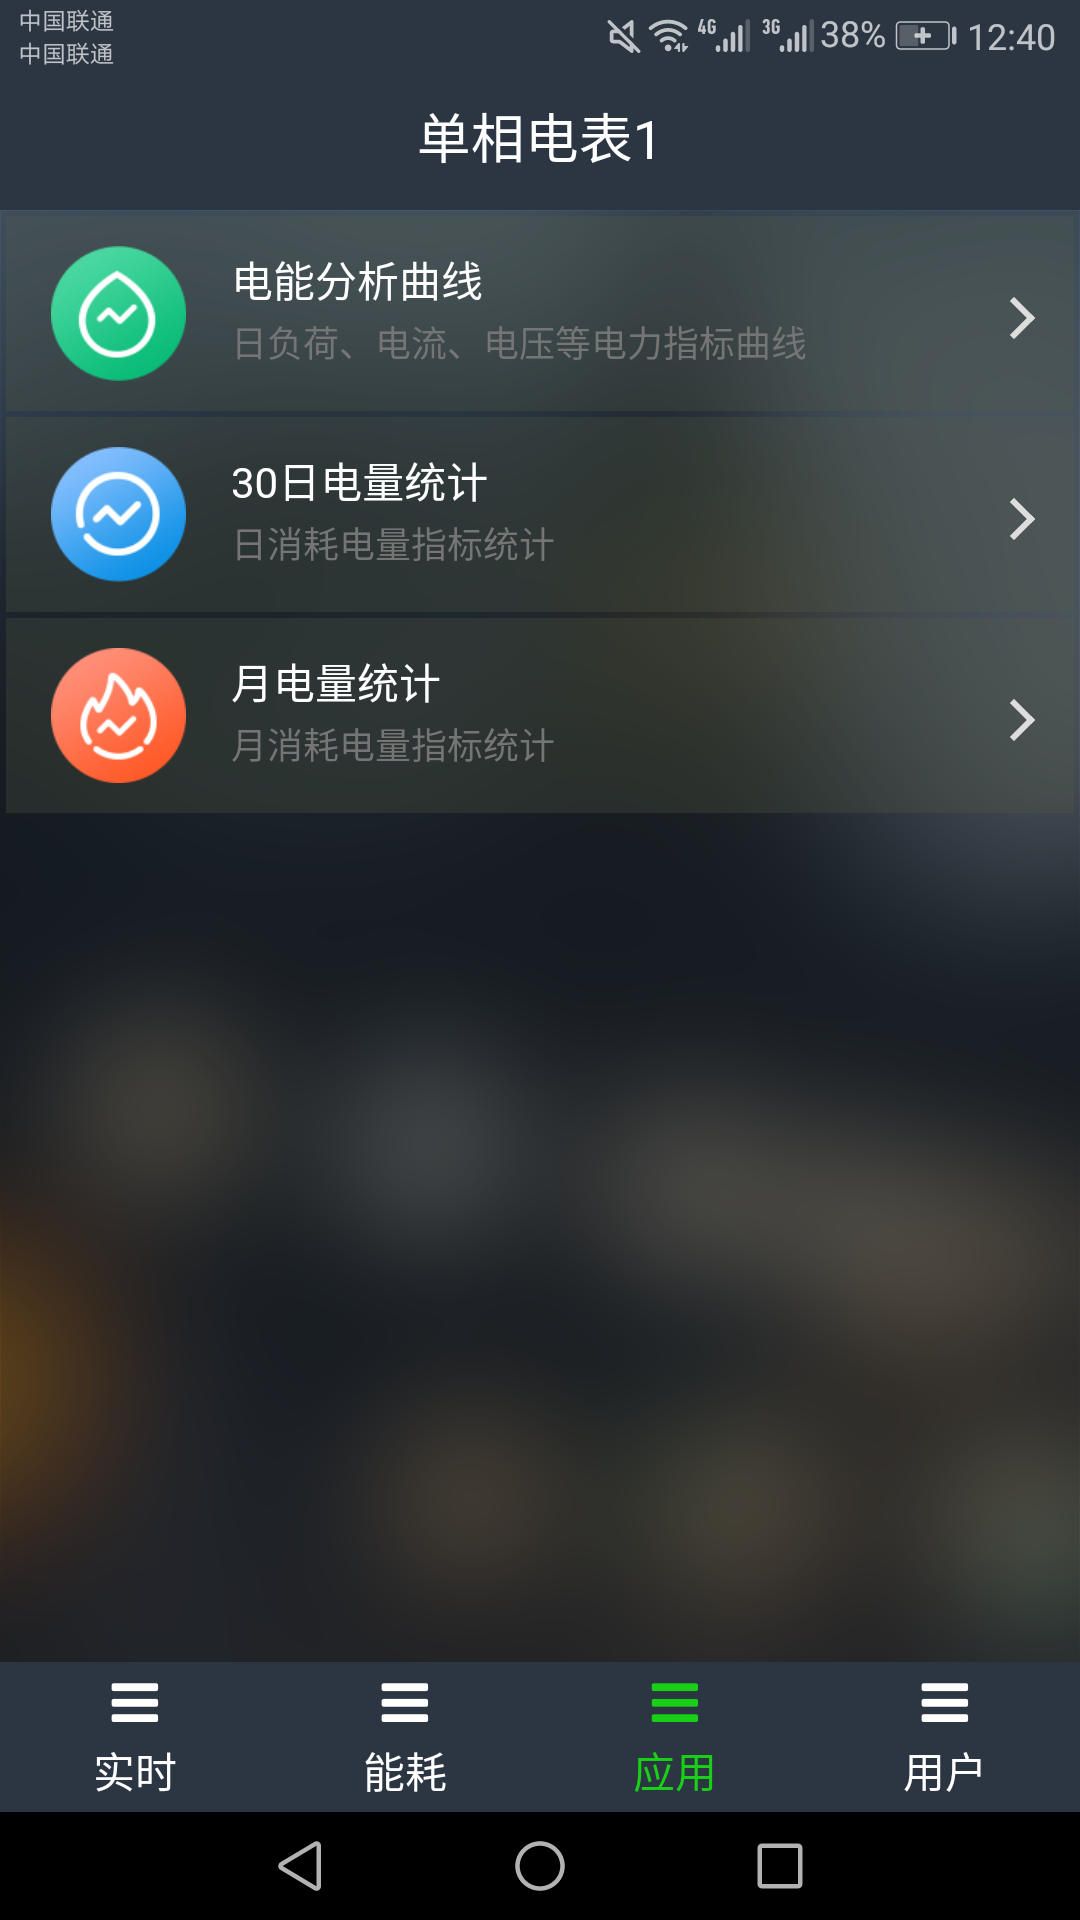 中国联通
中国联通
4G 3G 38% 12:40
单相电表1
电能分析曲线
日负荷、电流、电压等电力指标曲线
30日电量统计
日消耗电量指标统计
月电量统计
月消耗电量指标统计
实时 能耗 应用 用户